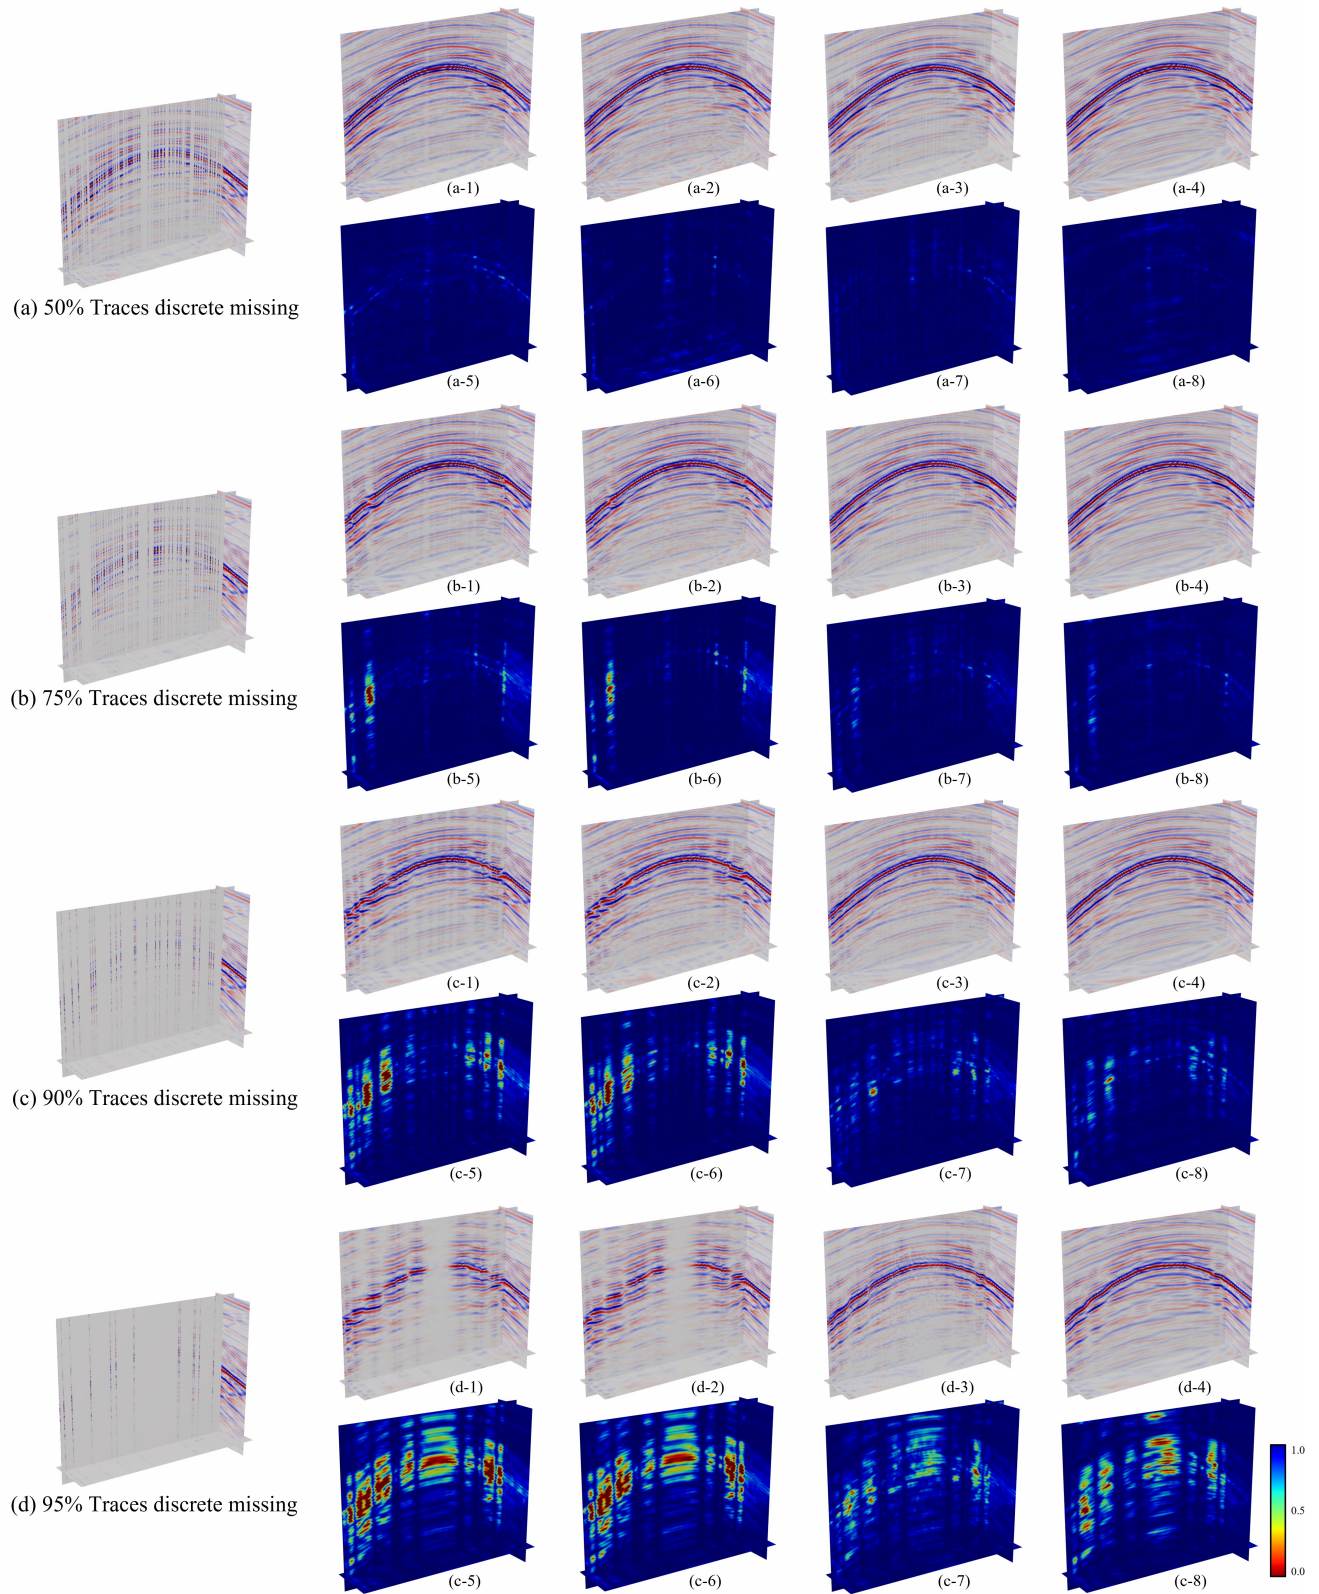 (a-1) (a-2) (a-3) (a-4)
(a) 50% Traces discrete missing
(a-5) (a-6) (a-7) (a-8)
(b-1) (b-2) (b-3) (b-4)
(b) 75% Traces discrete missing
(b-5) (b-6) (b-7) (b-8)
(c-1) (c-2) (c-3) (c-4)
(c) 90% Traces discrete missing
(c-5) (c-6) (c-7) (c-8)
(d-1) (d-2) (d-3) (d-4)
(d) 95% Traces discrete missing
1.0
0.5
0.0
(c-5) (c-6) (c-7) (c-8)